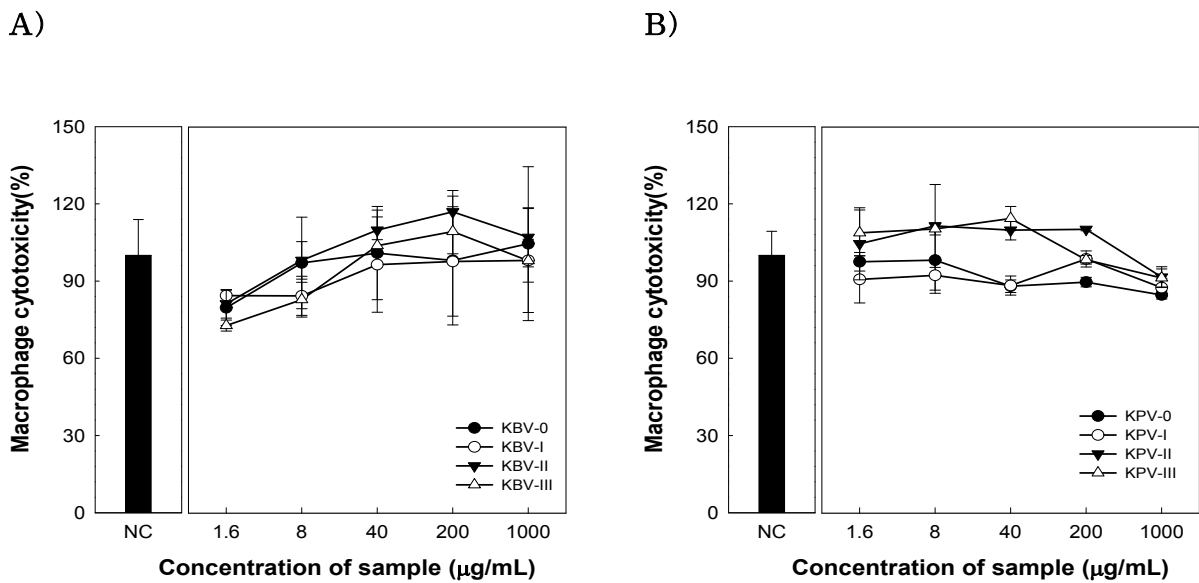 A)
B)
150
120
90
60
30
0
Macrophage cytotoxicity(%)
NC
1.6
8
40
200
1000
KBV-0
KBV-I
KBV-II
KBV-III
Concentration of sample (μg/mL)
150
120
90
60
30
0
Macrophage cytotoxicity(%)
NC
1.6
8
40
200
1000
KPV-0
KPV-I
KPV-II
KPV-III
Concentration of sample (μg/mL)